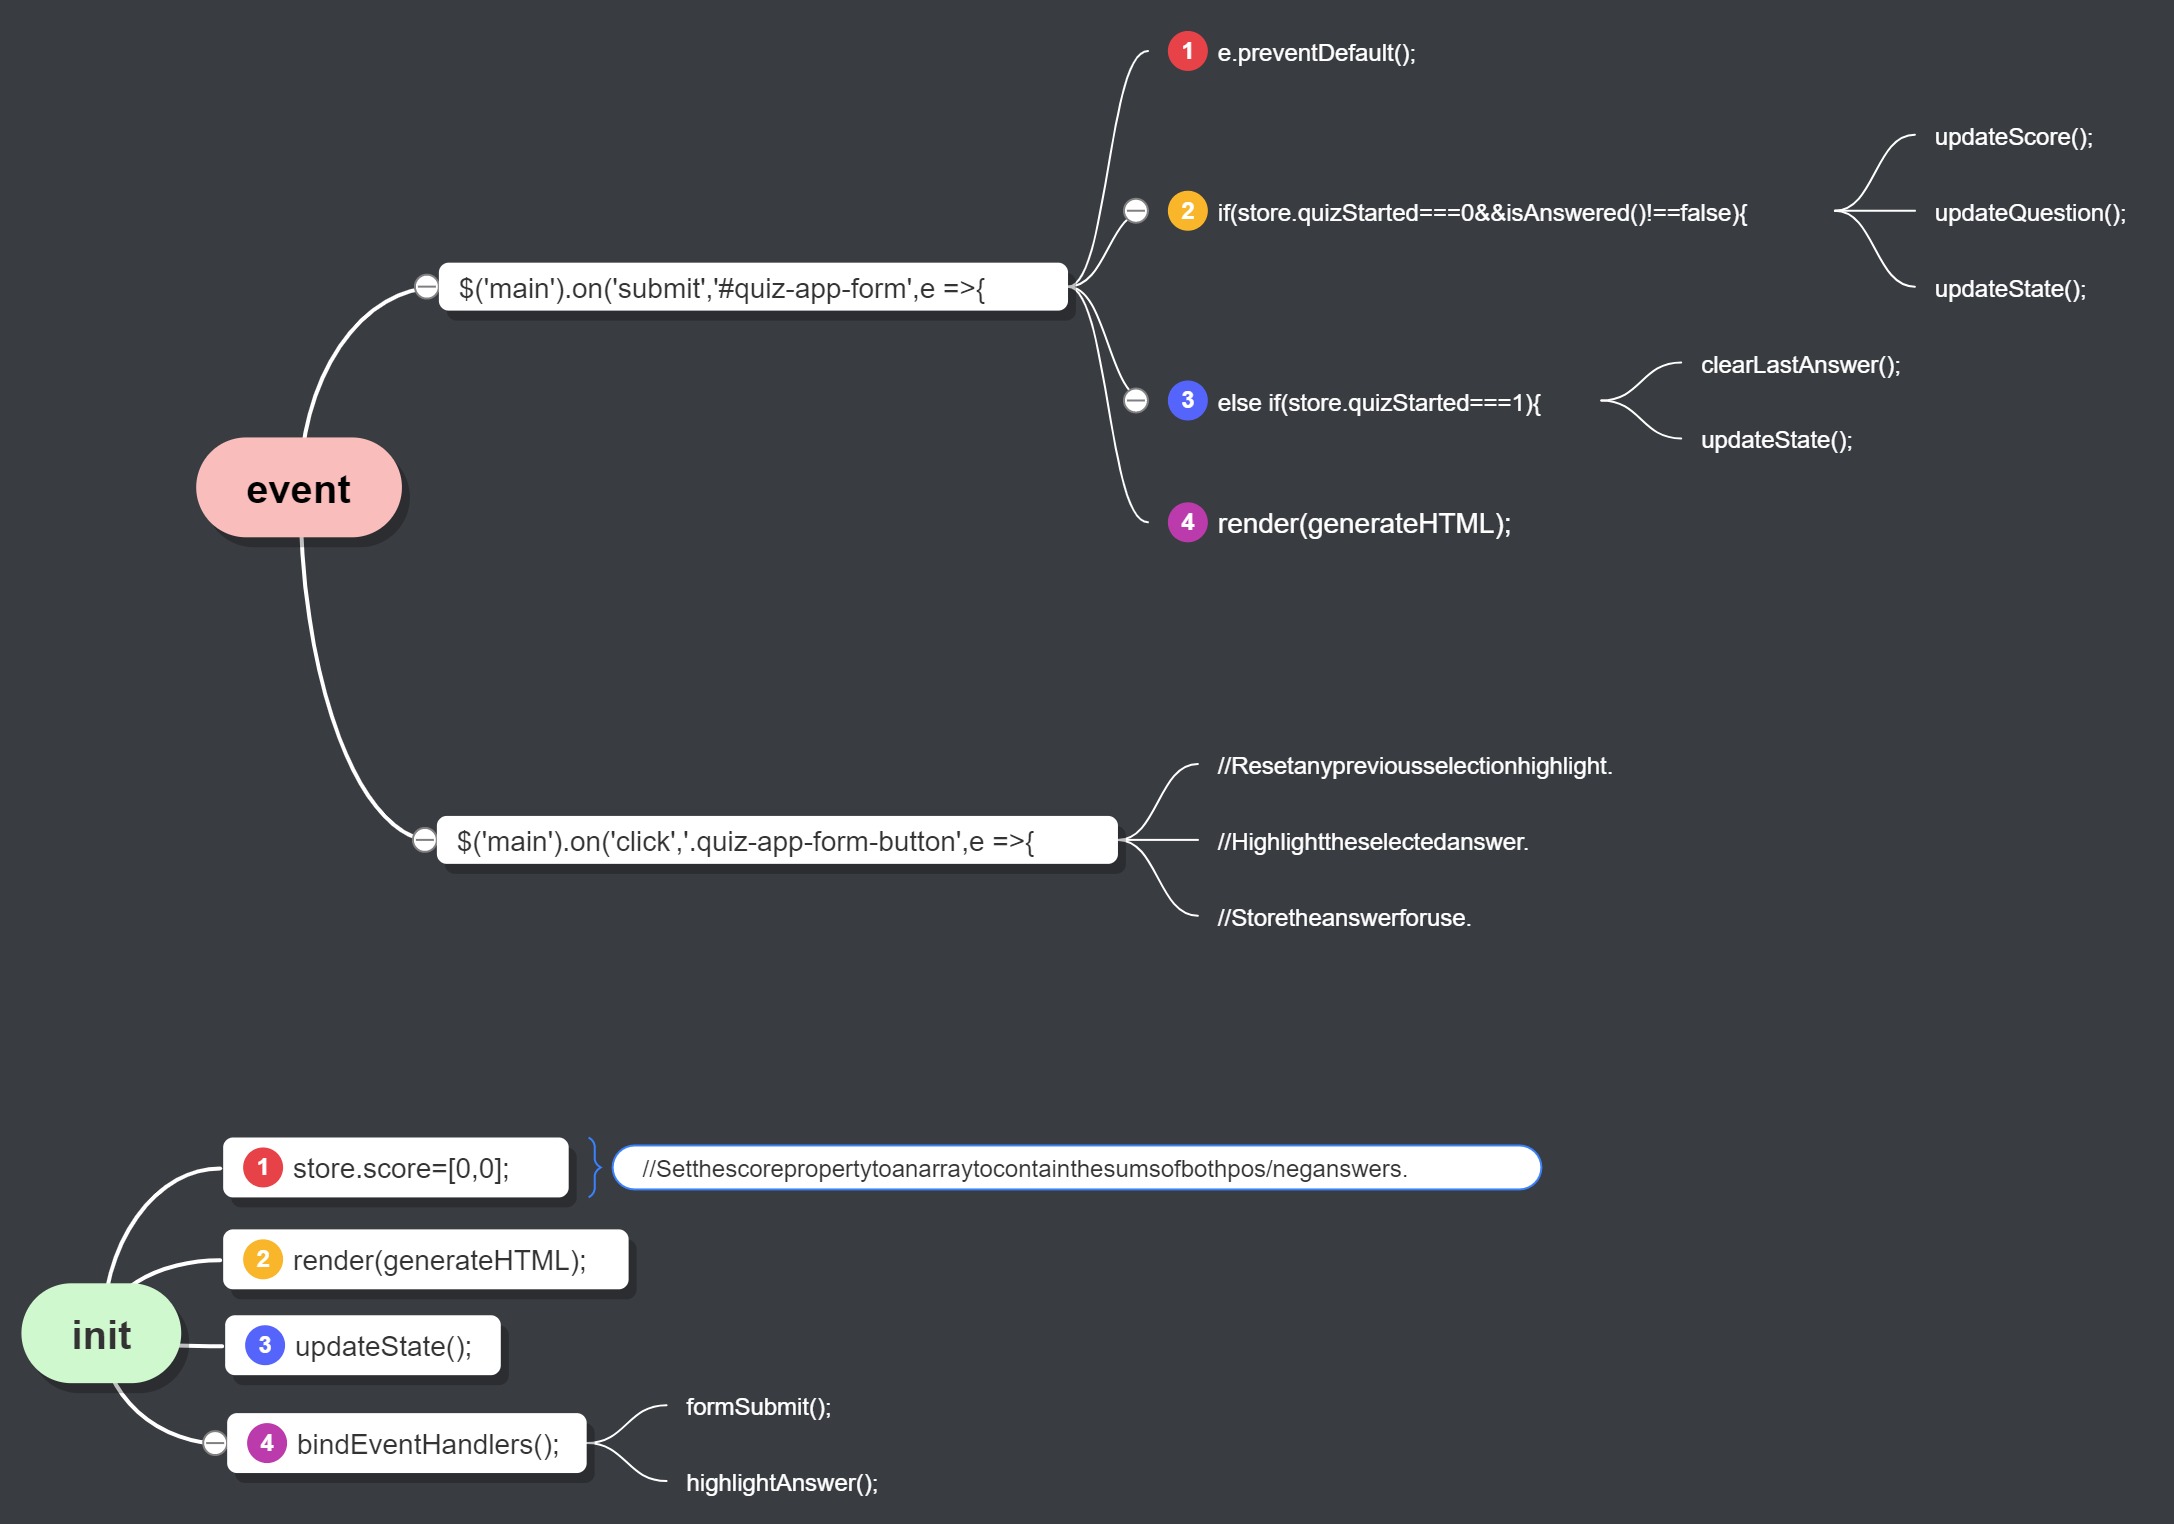 event
$('main').on('submit','#quiz-app-form',e =>{
1 e.preventDefault();
2 if(store.quizStarted===0&&isAnswered()!==false){
updateScore();
updateQuestion();
updateState();
3 else if(store.quizStarted===1){
clearLastAnswer();
updateState();
4 render(generateHTML);
$('main').on('click','.quiz-app-form-button',e =>{
//Resetanypreviousselectionhighlight.
//Highlighttheselectedanswer.
//Storetheanswerforuse.
init
1 store.score=[0,0];
//Setthescorepropertytoanarraytocontainthesumsofbothpos/neganswers.
2 render(generateHTML);
3 updateState();
4 bindEventHandlers();
formSubmit();
highlightAnswer();